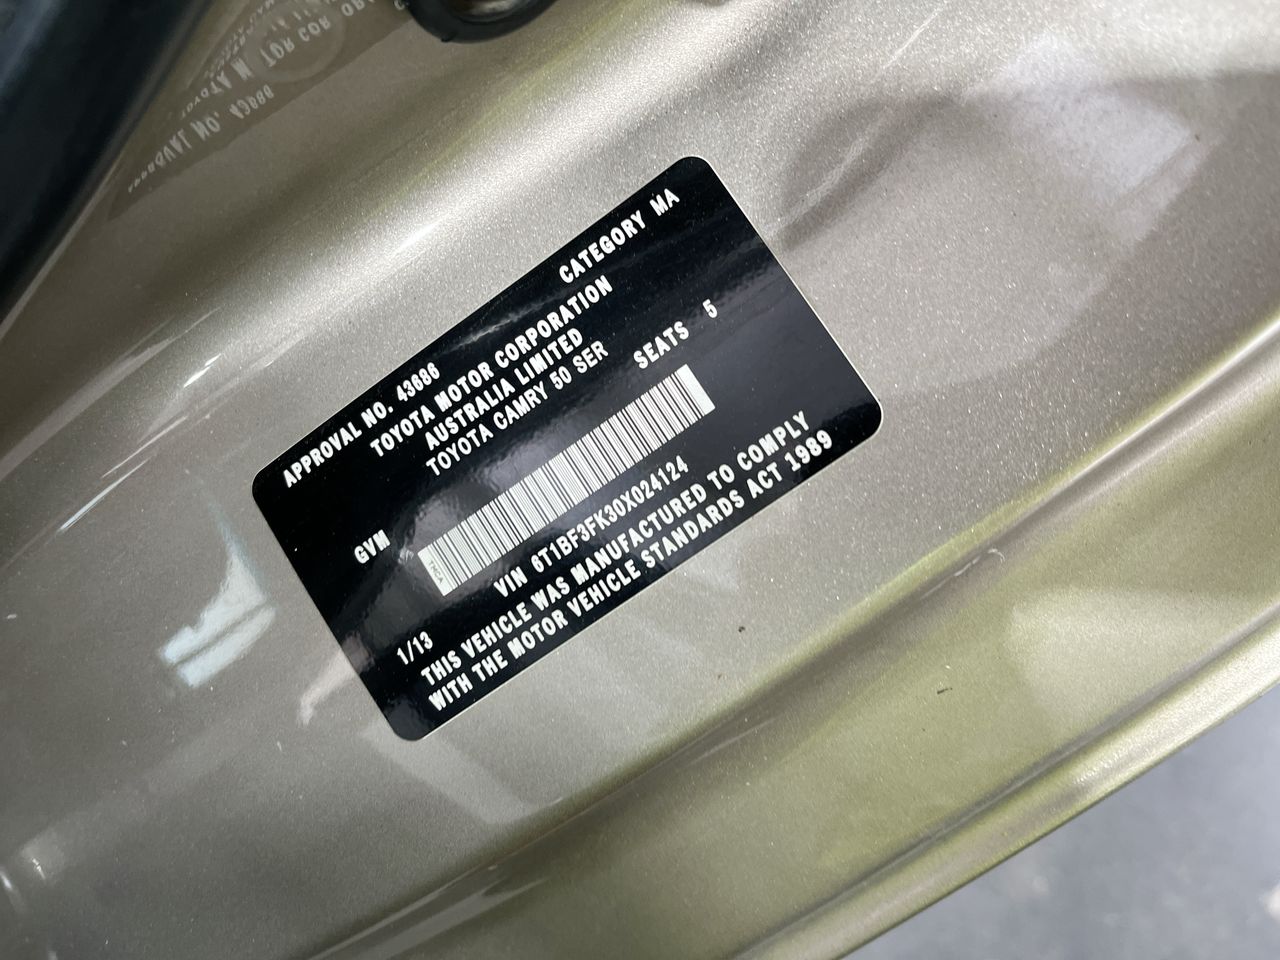 APPROVAL NO. 43686 CATEGORY MA
TOYOTA MOTOR CORPORATION
AUSTRALIA LIMITED
TOYOTA CAMRY 50 SER
GVM SEATS 5
TMCA
VIN 6T1BF3FK30X024124
1/13
THIS VEHICLE WAS MANUFACTURED TO COMPLY
WITH THE MOTOR VEHICLE STANDARDS ACT 1989